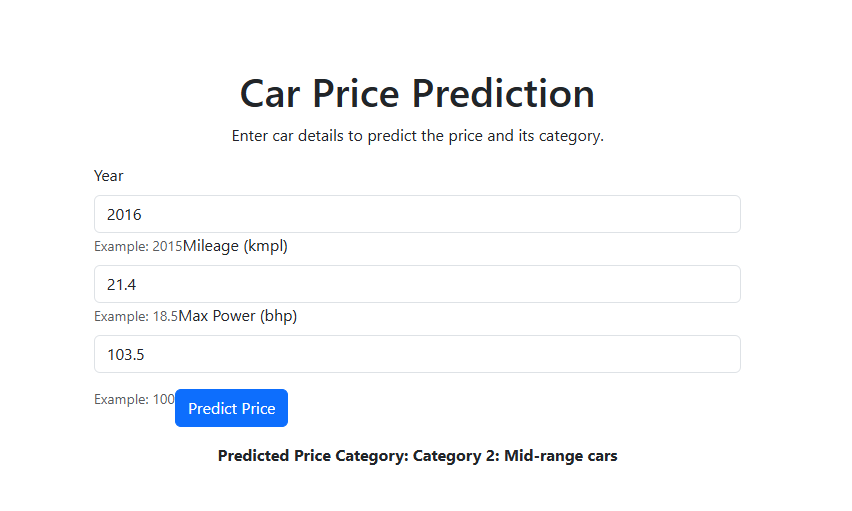 Car Price Prediction
Enter car details to predict the price and its category.
Year
2016
Example: 2015Mileage (kmpl)
21.4
Example: 18.5Max Power (bhp)
103.5
Example: 100 Predict Price
Predicted Price Category: Category 2: Mid-range cars